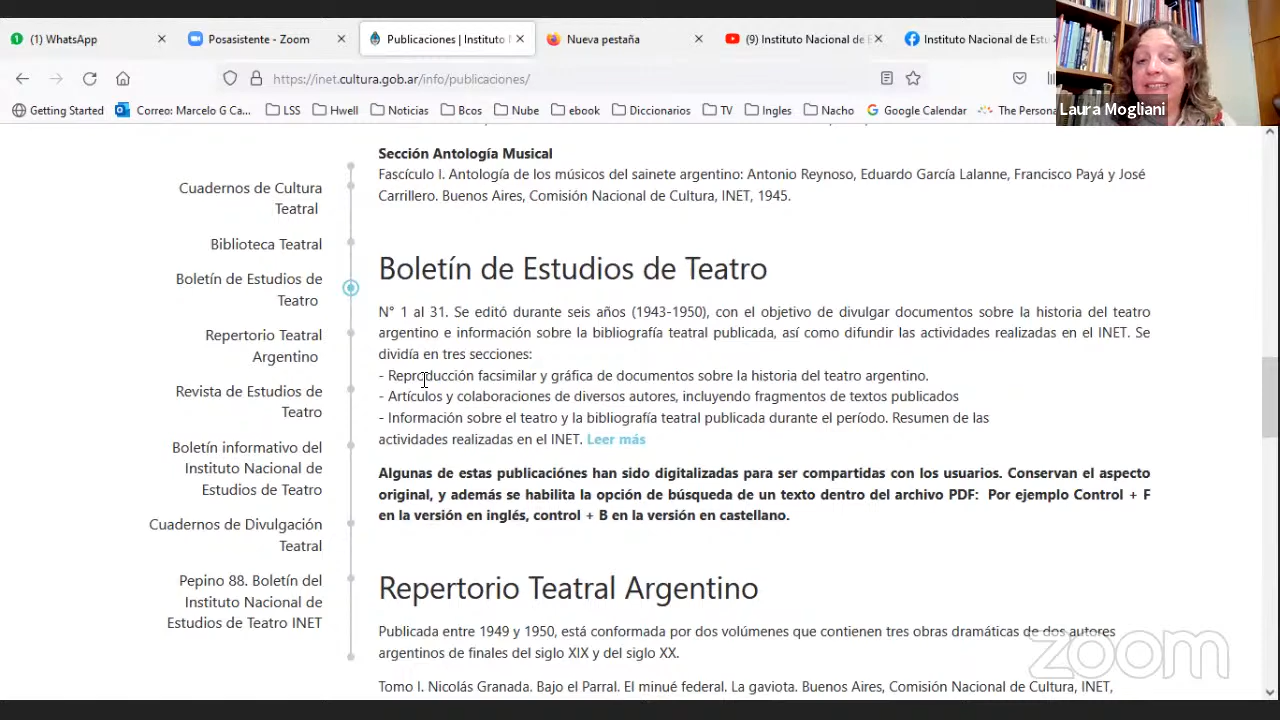 (1) WhatsApp
Posasistente - Zoom
Publicaciones | Instituto N
Nueva pestaña
(9) Instituto Nacional de E
Instituto Nacional de Estu
https://inet.cultura.gob.ar/info/publicaciones/
Getting Started
Correo: Marcelo G Ca...
LSS
Hwell
Noticias
Bcos
Nube
ebook
Diccionarios
TV
Ingles
Nacho
Google Calendar
The Persona
Laura Mogliani
Cuadernos de Cultura
Teatral
Biblioteca Teatral
Boletín de Estudios de
Teatro
Repertorio Teatral
Argentino
Revista de Estudios de
Teatro
Boletín informativo del
Instituto Nacional de
Estudios de Teatro
Cuadernos de Divulgación
Teatral
Pepino 88. Boletín del
Instituto Nacional de
Estudios de Teatro INET
Sección Antología Musical
Fascículo I. Antología de los músicos del sainete argentino: Antonio Reynoso, Eduardo García Lalanne, Francisco Payá y José
Carrillero. Buenos Aires, Comisión Nacional de Cultura, INET, 1945.
Boletín de Estudios de Teatro
N° 1 al 31. Se editó durante seis años (1943-1950), con el objetivo de divulgar documentos sobre la historia del teatro
argentino e información sobre la bibliografía teatral publicada, así como difundir las actividades realizadas en el INET. Se
dividía en tres secciones:
- Reproducción facsimilar y gráfica de documentos sobre la historia del teatro argentino.
- Artículos y colaboraciones de diversos autores, incluyendo fragmentos de textos publicados
- Información sobre el teatro y la bibliografía teatral publicada durante el período. Resumen de las
actividades realizadas en el INET. Leer más
Algunas de estas publicaciónes han sido digitalizadas para ser compartidas con los usuarios. Conservan el aspecto
original, y además se habilita la opción de búsqueda de un texto dentro del archivo PDF: Por ejemplo Control + F
en la versión en inglés, control + B en la versión en castellano.
Repertorio Teatral Argentino
Publicada entre 1949 y 1950, está conformada por dos volúmenes que contienen tres obras dramáticas de dos autores
argentinos de finales del siglo XIX y del siglo XX.
Tomo I. Nicolás Granada. Bajo el Parral. El minué federal. La gaviota. Buenos Aires, Comisión Nacional de Cultura, INET,
zoom